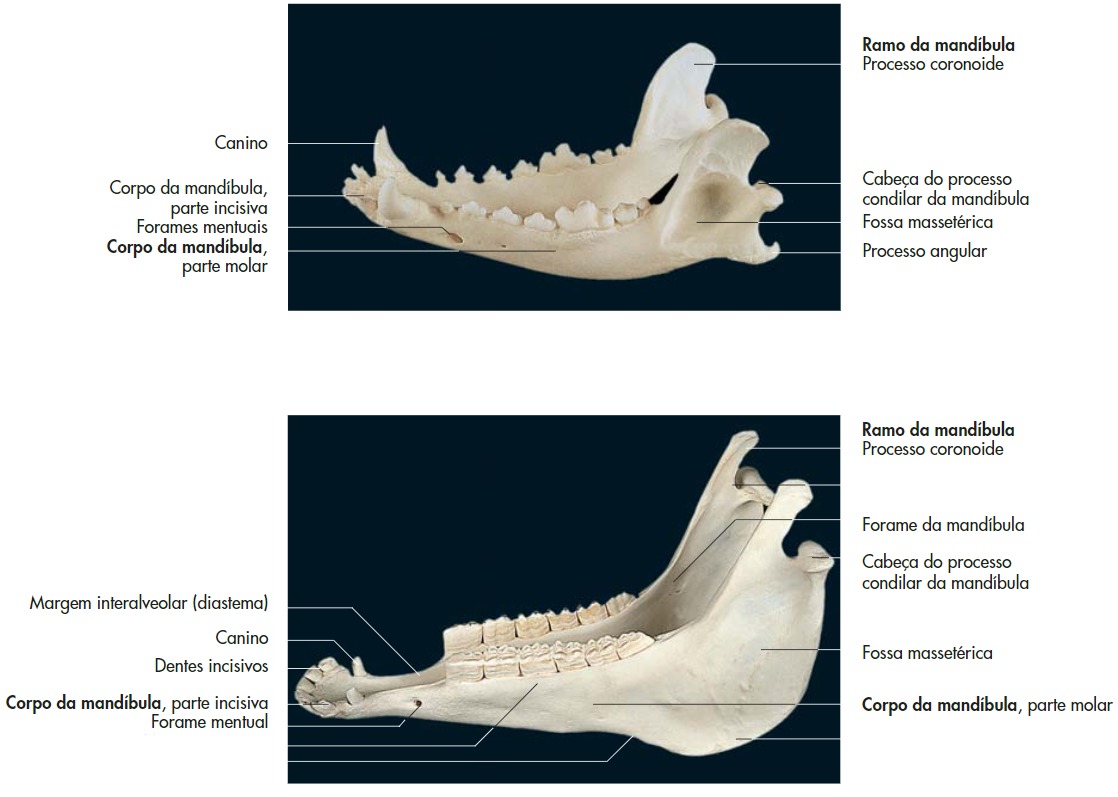 Ramo da mandíbula
Processo coronoide
Canino
Corpo da mandíbula,
parte incisiva
Forames mentuais
Corpo da mandíbula,
parte molar
Cabeça do processo
condilar da mandíbula
Fossa massetérica
Processo angular
Ramo da mandíbula
Processo coronoide
Forame da mandíbula
Cabeça do processo
condilar da mandíbula
Margem interalveolar (diastema)
Canino
Dentes incisivos
Corpo da mandíbula, parte incisiva
Forame mentual
Fossa massetérica
Corpo da mandíbula, parte molar